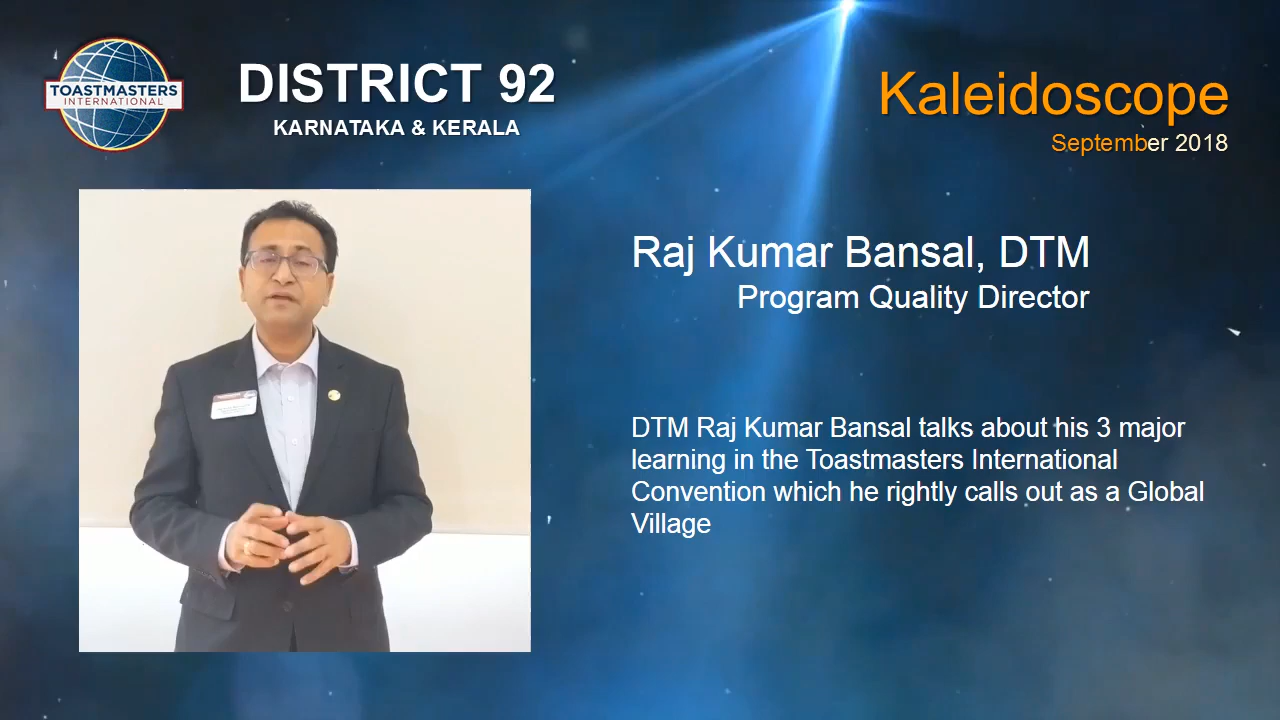 TOASTMASTERS
INTERNATIONAL
DISTRICT 92
KARNATAKA & KERALA
Kaleidoscope
September 2018
Raj Kumar Bansal, DTM
Program Quality Director
DTM Raj Kumar Bansal talks about his 3 major
learning in the Toastmasters International
Convention which he rightly calls out as a Global
Village